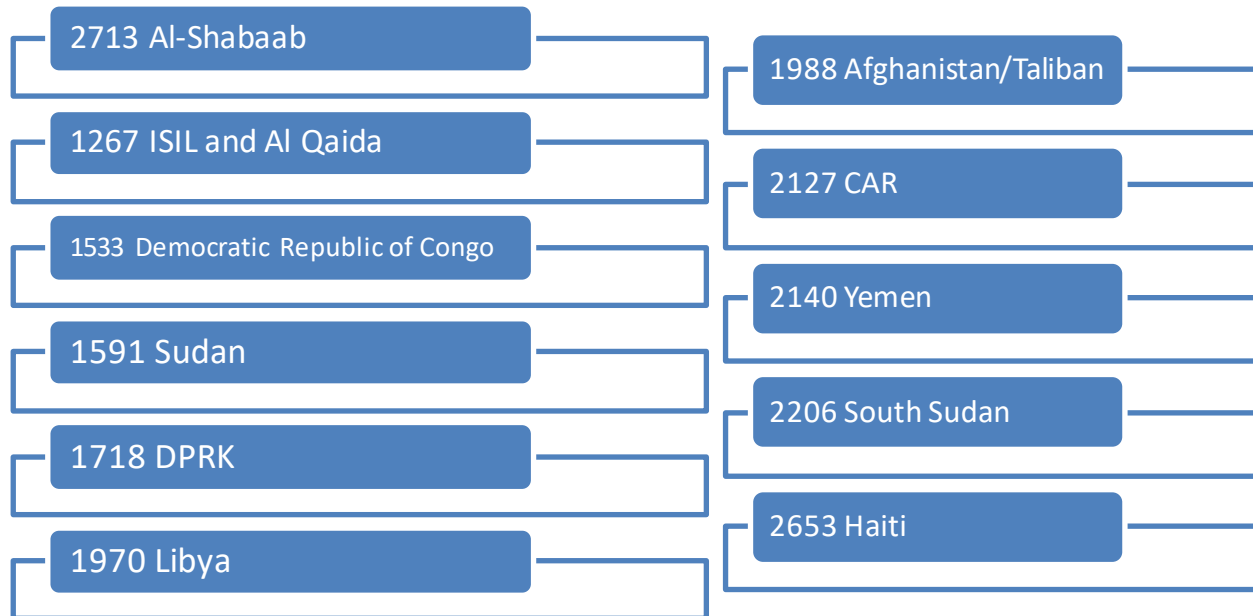 2713 Al-Shabaab
1267 ISIL and Al Qaida
1533 Democratic Republic of Congo
1591 Sudan
1718 DPRK
1970 Libya
1988 Afghanistan/Taliban
2127 CAR
2140 Yemen
2206 South Sudan
2653 Haiti